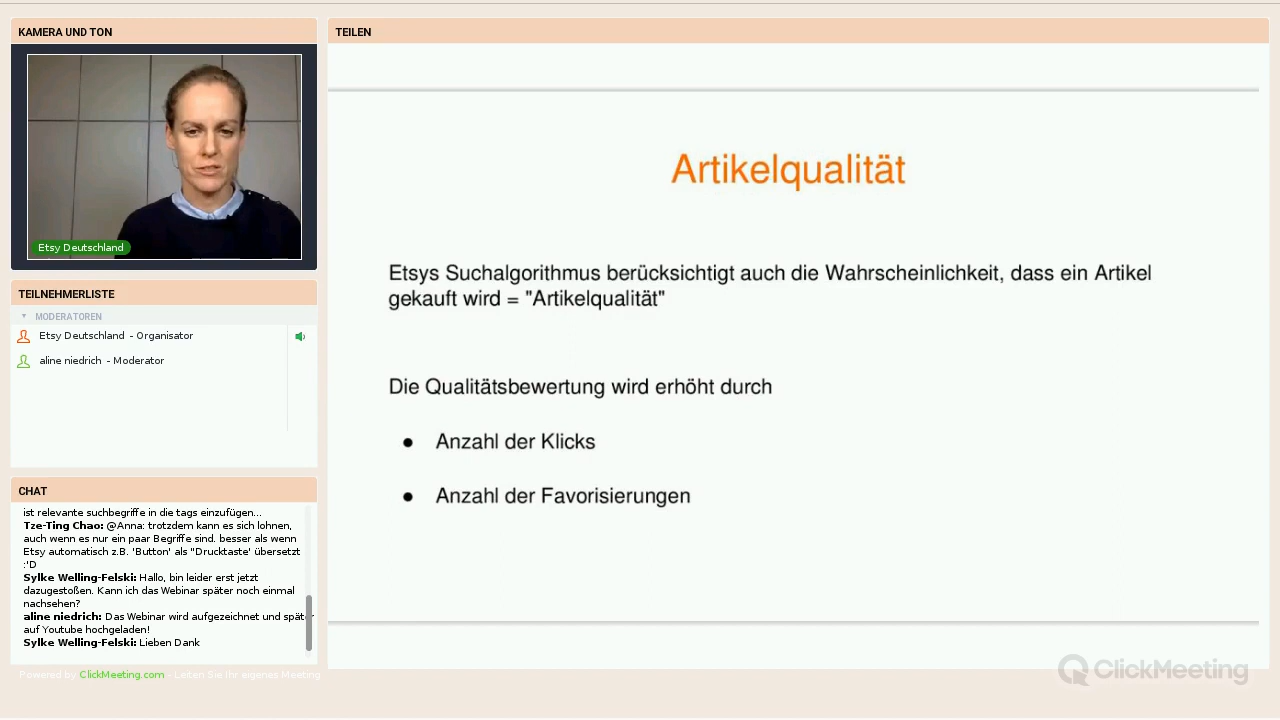 KAMERA UND TON
Etsy Deutschland
TEILNEHMERLISTE
MODERATOREN
Etsy Deutschland - Organisator
aline niedrich - Moderator
CHAT
ist relevante suchbegriffe in die tags einzufügen...
Tze-Ting Chao: @Anna: trotzdem kann es sich lohnen,
auch wenn es nur ein paar Begriffe sind. besser als wenn
Etsy automatisch z.B. 'Button' als "Drucktaste' übersetzt
:'D
Sylke Welling-Felski: Hallo, bin leider erst jetzt
dazugestoßen. Kann ich das Webinar später noch einmal
nachsehen?
aline niedrich: Das Webinar wird aufgezeichnet und später
auf Youtube hochgeladen!
Sylke Welling-Felski: Lieben Dank
Powered by ClickMeeting.com - Leiten Sie Ihr eigenes Meeting
TEILEN
Artikelqualität
Etsys Suchalgorithmus berücksichtigt auch die Wahrscheinlichkeit, dass ein Artikel
gekauft wird = "Artikelqualität"
Die Qualitätsbewertung wird erhöht durch
● Anzahl der Klicks
● Anzahl der Favorisierungen
ClickMeeting